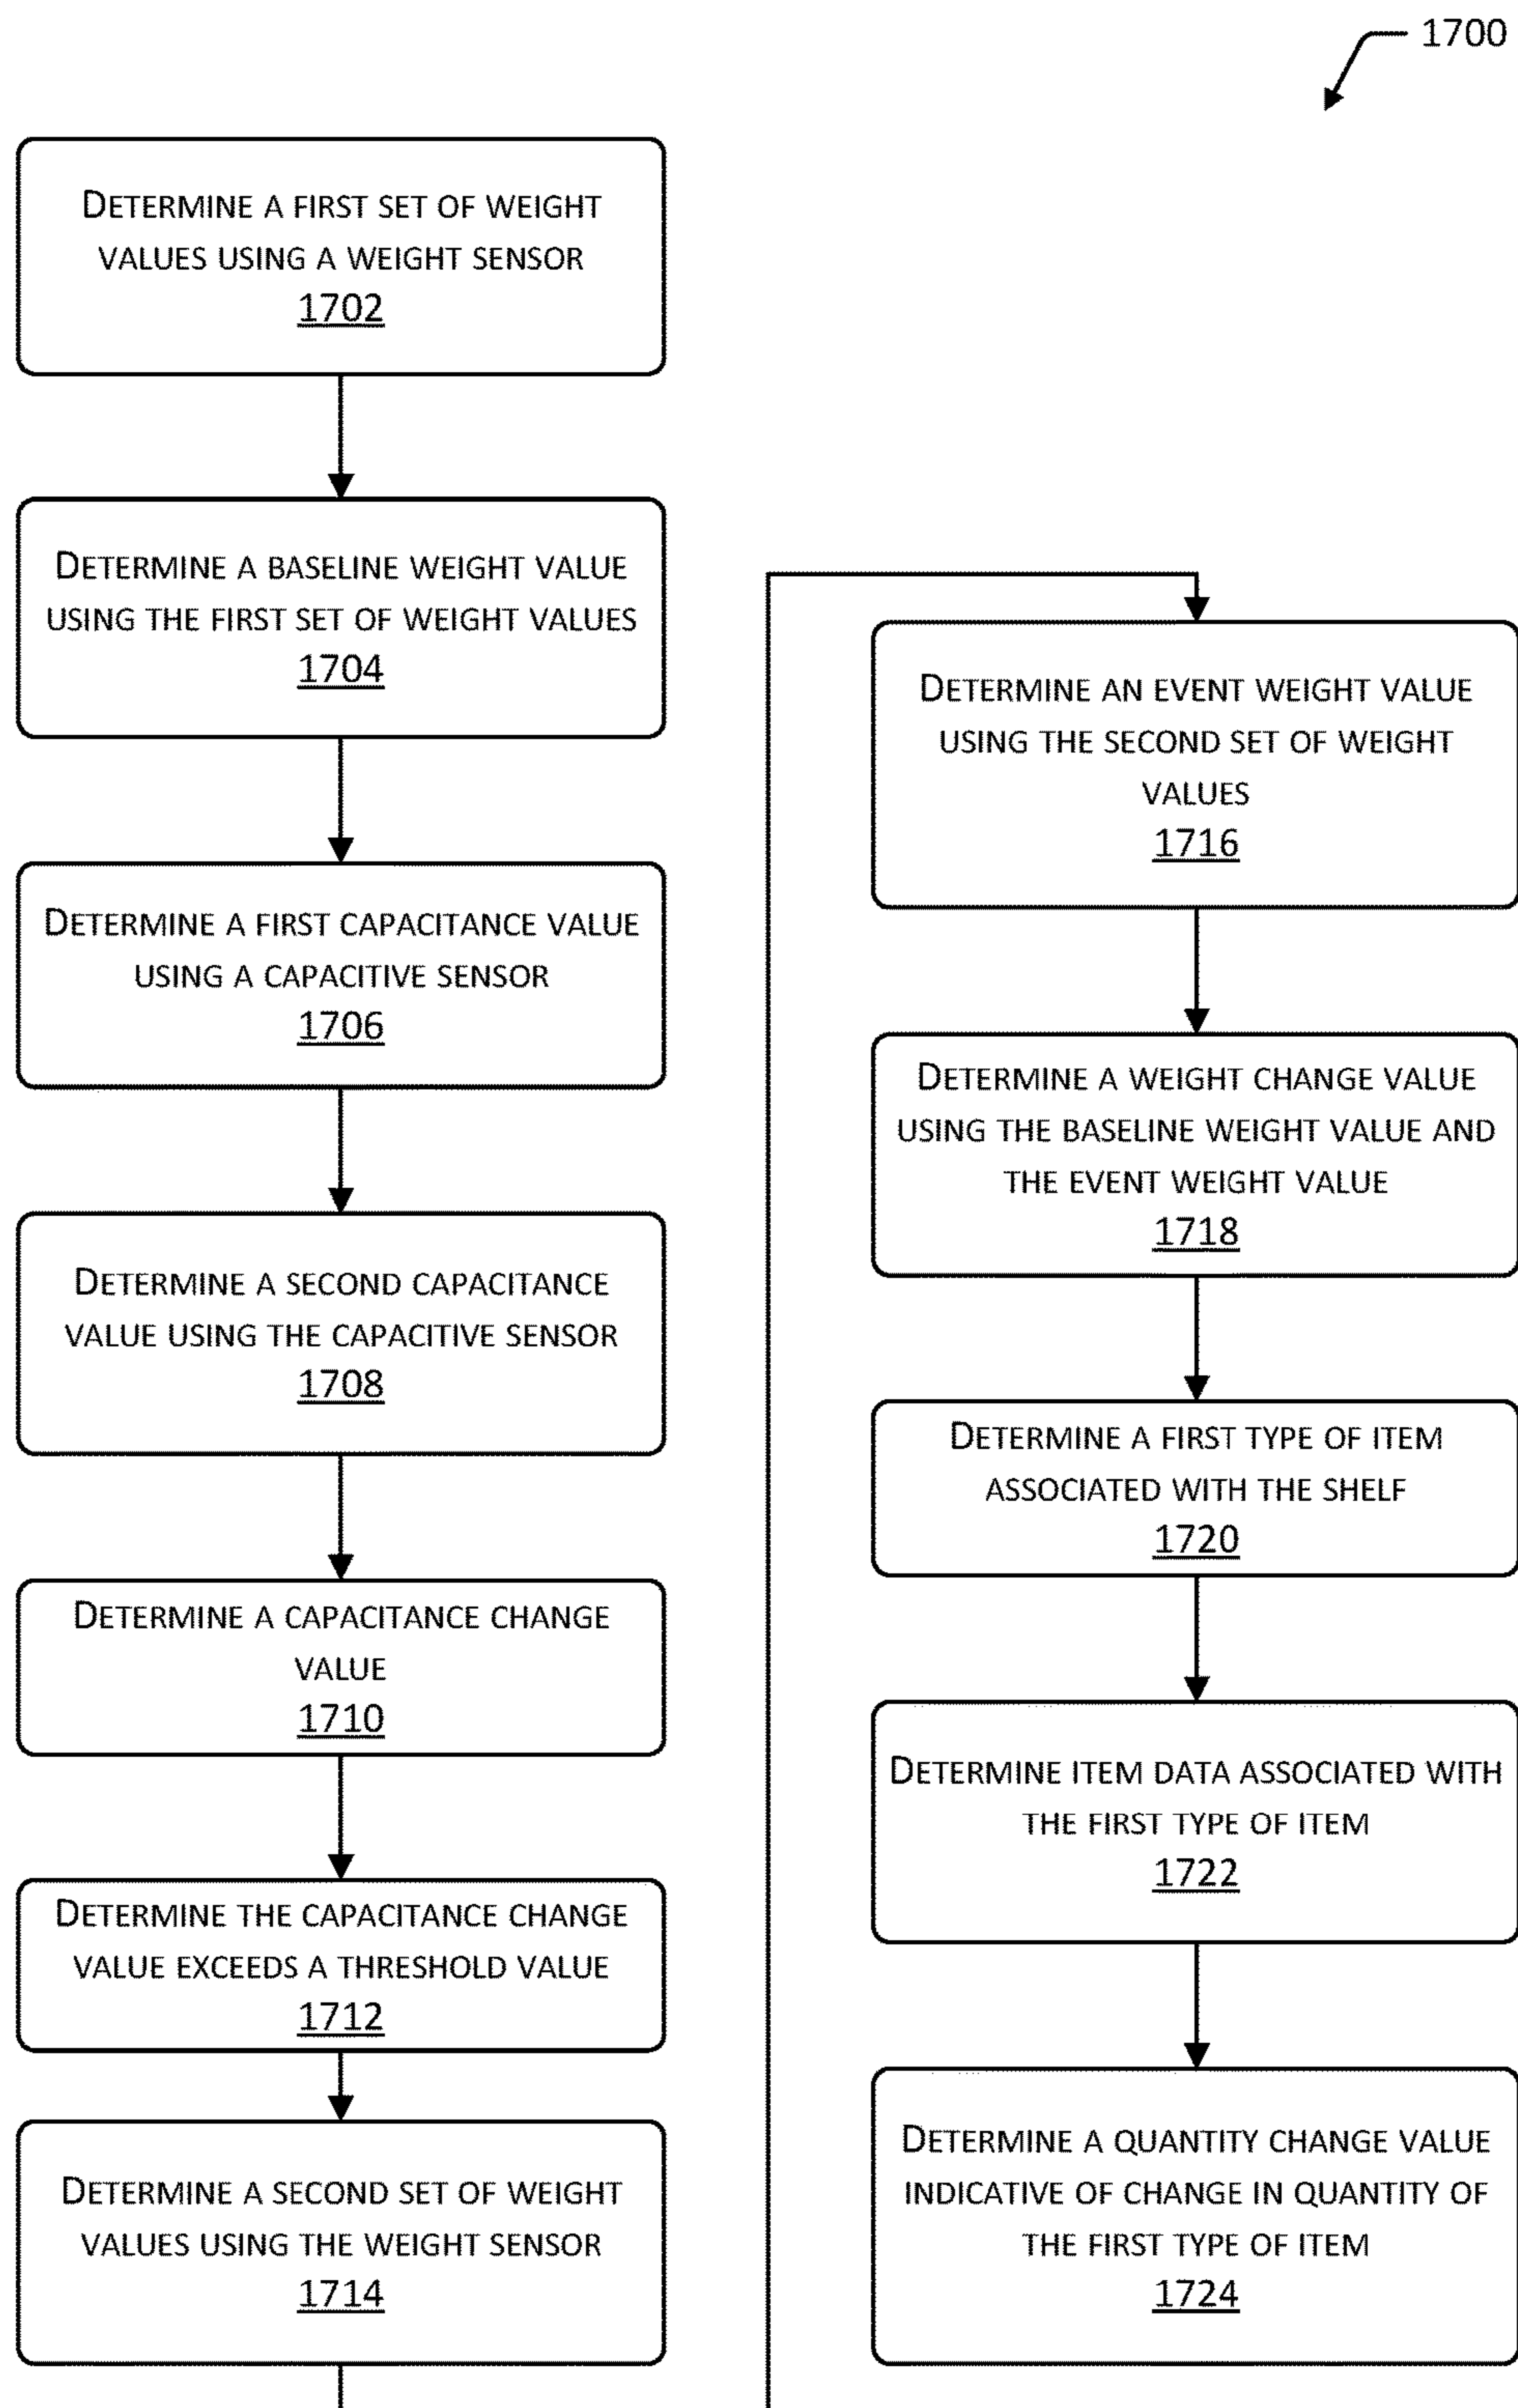 1700
DETERMINE A FIRST SET OF WEIGHT
VALUES USING A WEIGHT SENSOR
1702
DETERMINE A BASELINE WEIGHT VALUE
USING THE FIRST SET OF WEIGHT VALUES
1704
DETERMINE A FIRST CAPACITANCE VALUE
USING A CAPACITIVE SENSOR
1706
DETERMINE A SECOND CAPACITANCE
VALUE USING THE CAPACITIVE SENSOR
1708
DETERMINE A CAPACITANCE CHANGE
VALUE
1710
DETERMINE THE CAPACITANCE CHANGE
VALUE EXCEEDS A THRESHOLD VALUE
1712
DETERMINE A SECOND SET OF WEIGHT
VALUES USING THE WEIGHT SENSOR
1714
DETERMINE AN EVENT WEIGHT VALUE
USING THE SECOND SET OF WEIGHT
VALUES
1716
DETERMINE A WEIGHT CHANGE VALUE
USING THE BASELINE WEIGHT VALUE AND
THE EVENT WEIGHT VALUE
1718
DETERMINE A FIRST TYPE OF ITEM
ASSOCIATED WITH THE SHELF
1720
DETERMINE ITEM DATA ASSOCIATED WITH
THE FIRST TYPE OF ITEM
1722
DETERMINE A QUANTITY CHANGE VALUE
INDICATIVE OF CHANGE IN QUANTITY OF
THE FIRST TYPE OF ITEM
1724